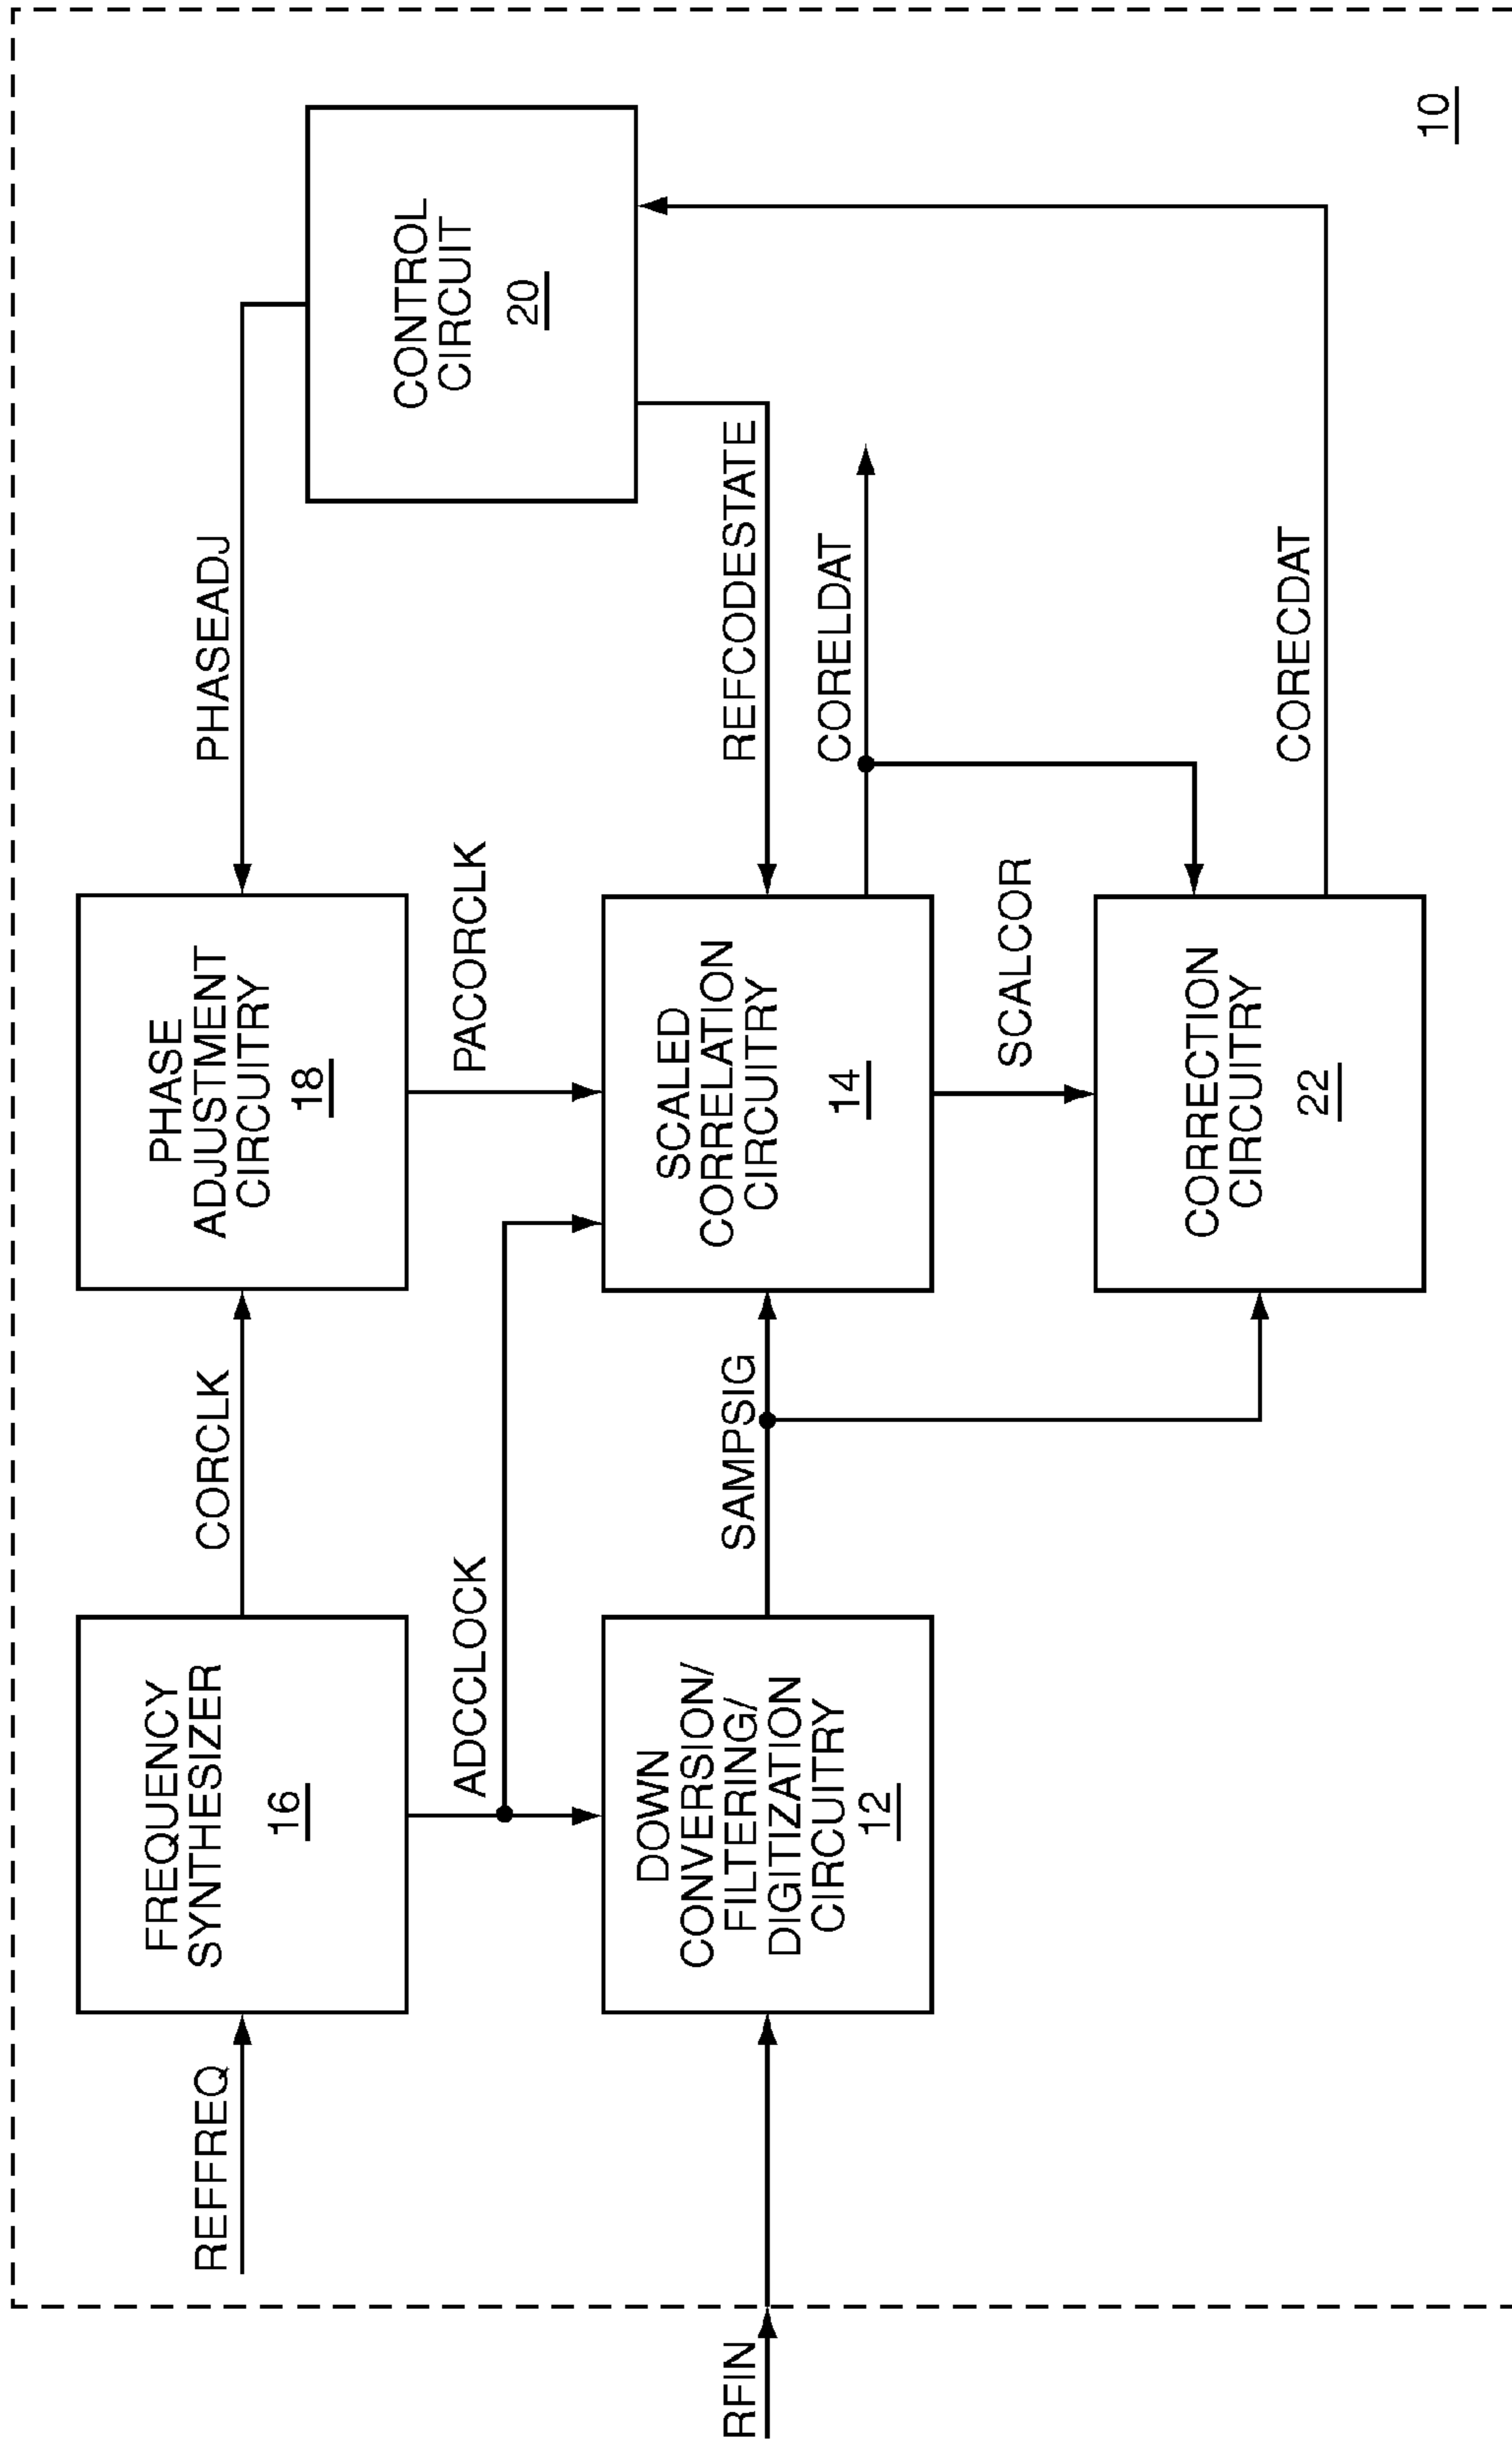 REFFREQ
FREQUENCY
SYNTHESIZER
16
CORCLK
PHASE
ADJUSTMENT
CIRCUITRY
18
PHASEADJ
CONTROL
CIRCUIT
20
ADCCLOCK
PACORCLK
RFIN
DOWN
CONVERSION/
FILTERING/
DIGITIZATION
CIRCUITRY
12
SAMPSIG
SCALED
CORRELATION
CIRCUITRY
14
REFCODESTATE
CORELDAT
SCALCOR
CORRECTION
CIRCUITRY
22
CORECDAT
10